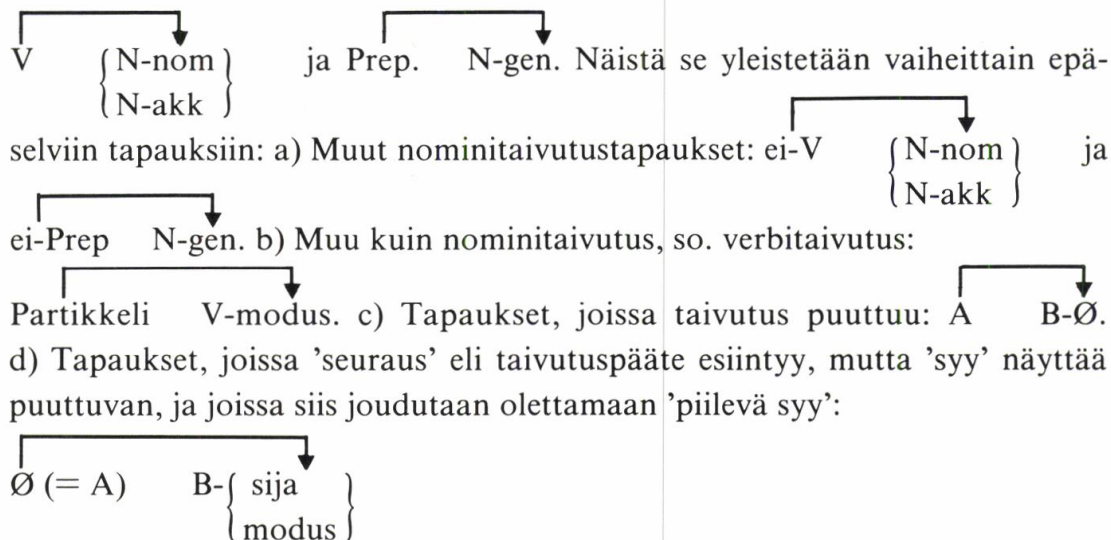 V { N-nom } ja Prep. N-gen. Näistä se yleistetään vaiheittain epä-
{ N-akk }
selviin tapauksiin: a) Muut nominitaivutustapaukset: ei-V { N-nom } ja
{ N-akk }
ei-Prep N-gen. b) Muu kuin nominitaivutus, so. verbitaivutus:
Partikkeli V-modus. c) Tapaukset, joissa taivutus puuttuu: A B-Ø.
d) Tapaukset, joissa 'seuraus' eli taivutuspääte esiintyy, mutta 'syy' näyttää
puuttuvan, ja joissa siis joudutaan olettamaan 'piilevä syy':
Ø (= A) B-{ sija }
{ modus }